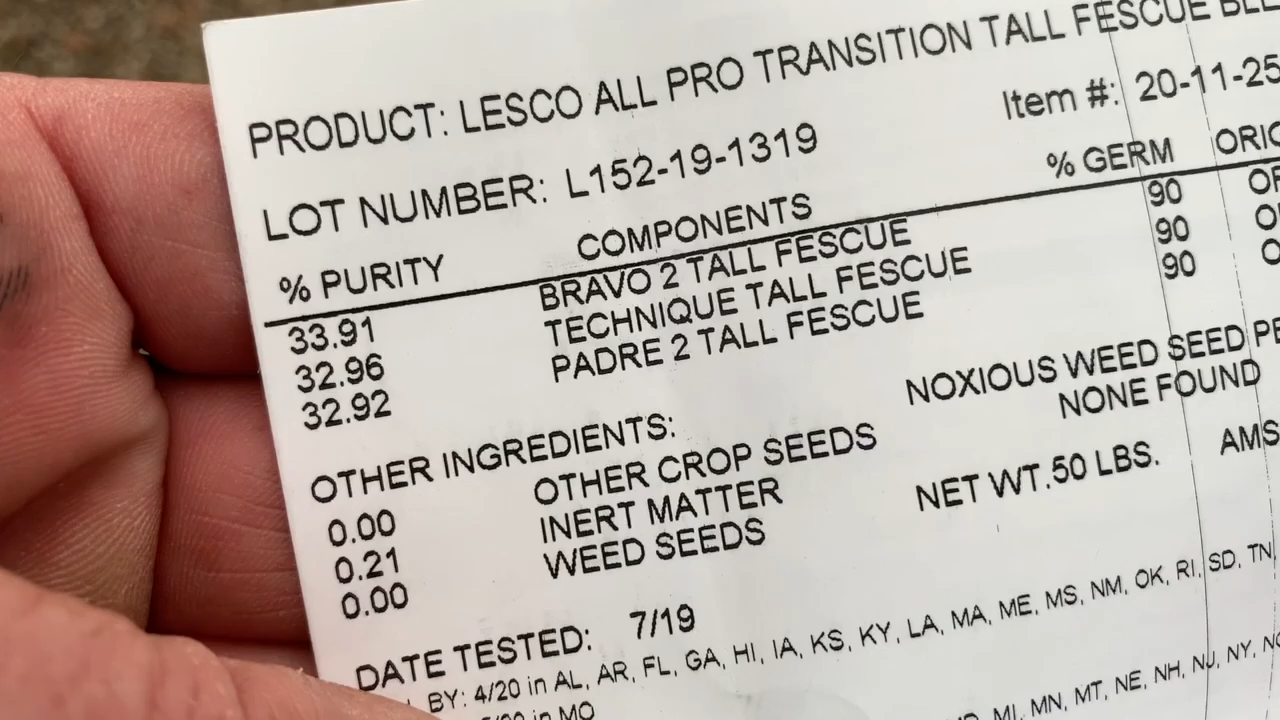 PRODUCT: LESCO ALL PRO TRANSITION TALL FESCUE
Item #: 20-11-25
LOT NUMBER: L152-19-1319
% PURITY COMPONENTS % GERM
33.91 BRAVO 2 TALL FESCUE 90
32.96 TECHNIQUE TALL FESCUE 90
32.92 PADRE 2 TALL FESCUE 90
OTHER INGREDIENTS: NOXIOUS WEED SEED
0.00 OTHER CROP SEEDS NONE FOUND
0.21 INERT MATTER NET WT.50 LBS. AMS
0.00 WEED SEEDS
DATE TESTED: 7/19
BY: 4/20 in AL, AR, FL, GA, HI, IA, KS, KY, LA, MA, ME, MS, NM, OK, RI, SD, TN
in MO MI, MN, MT, NE, NH, NJ, NY,